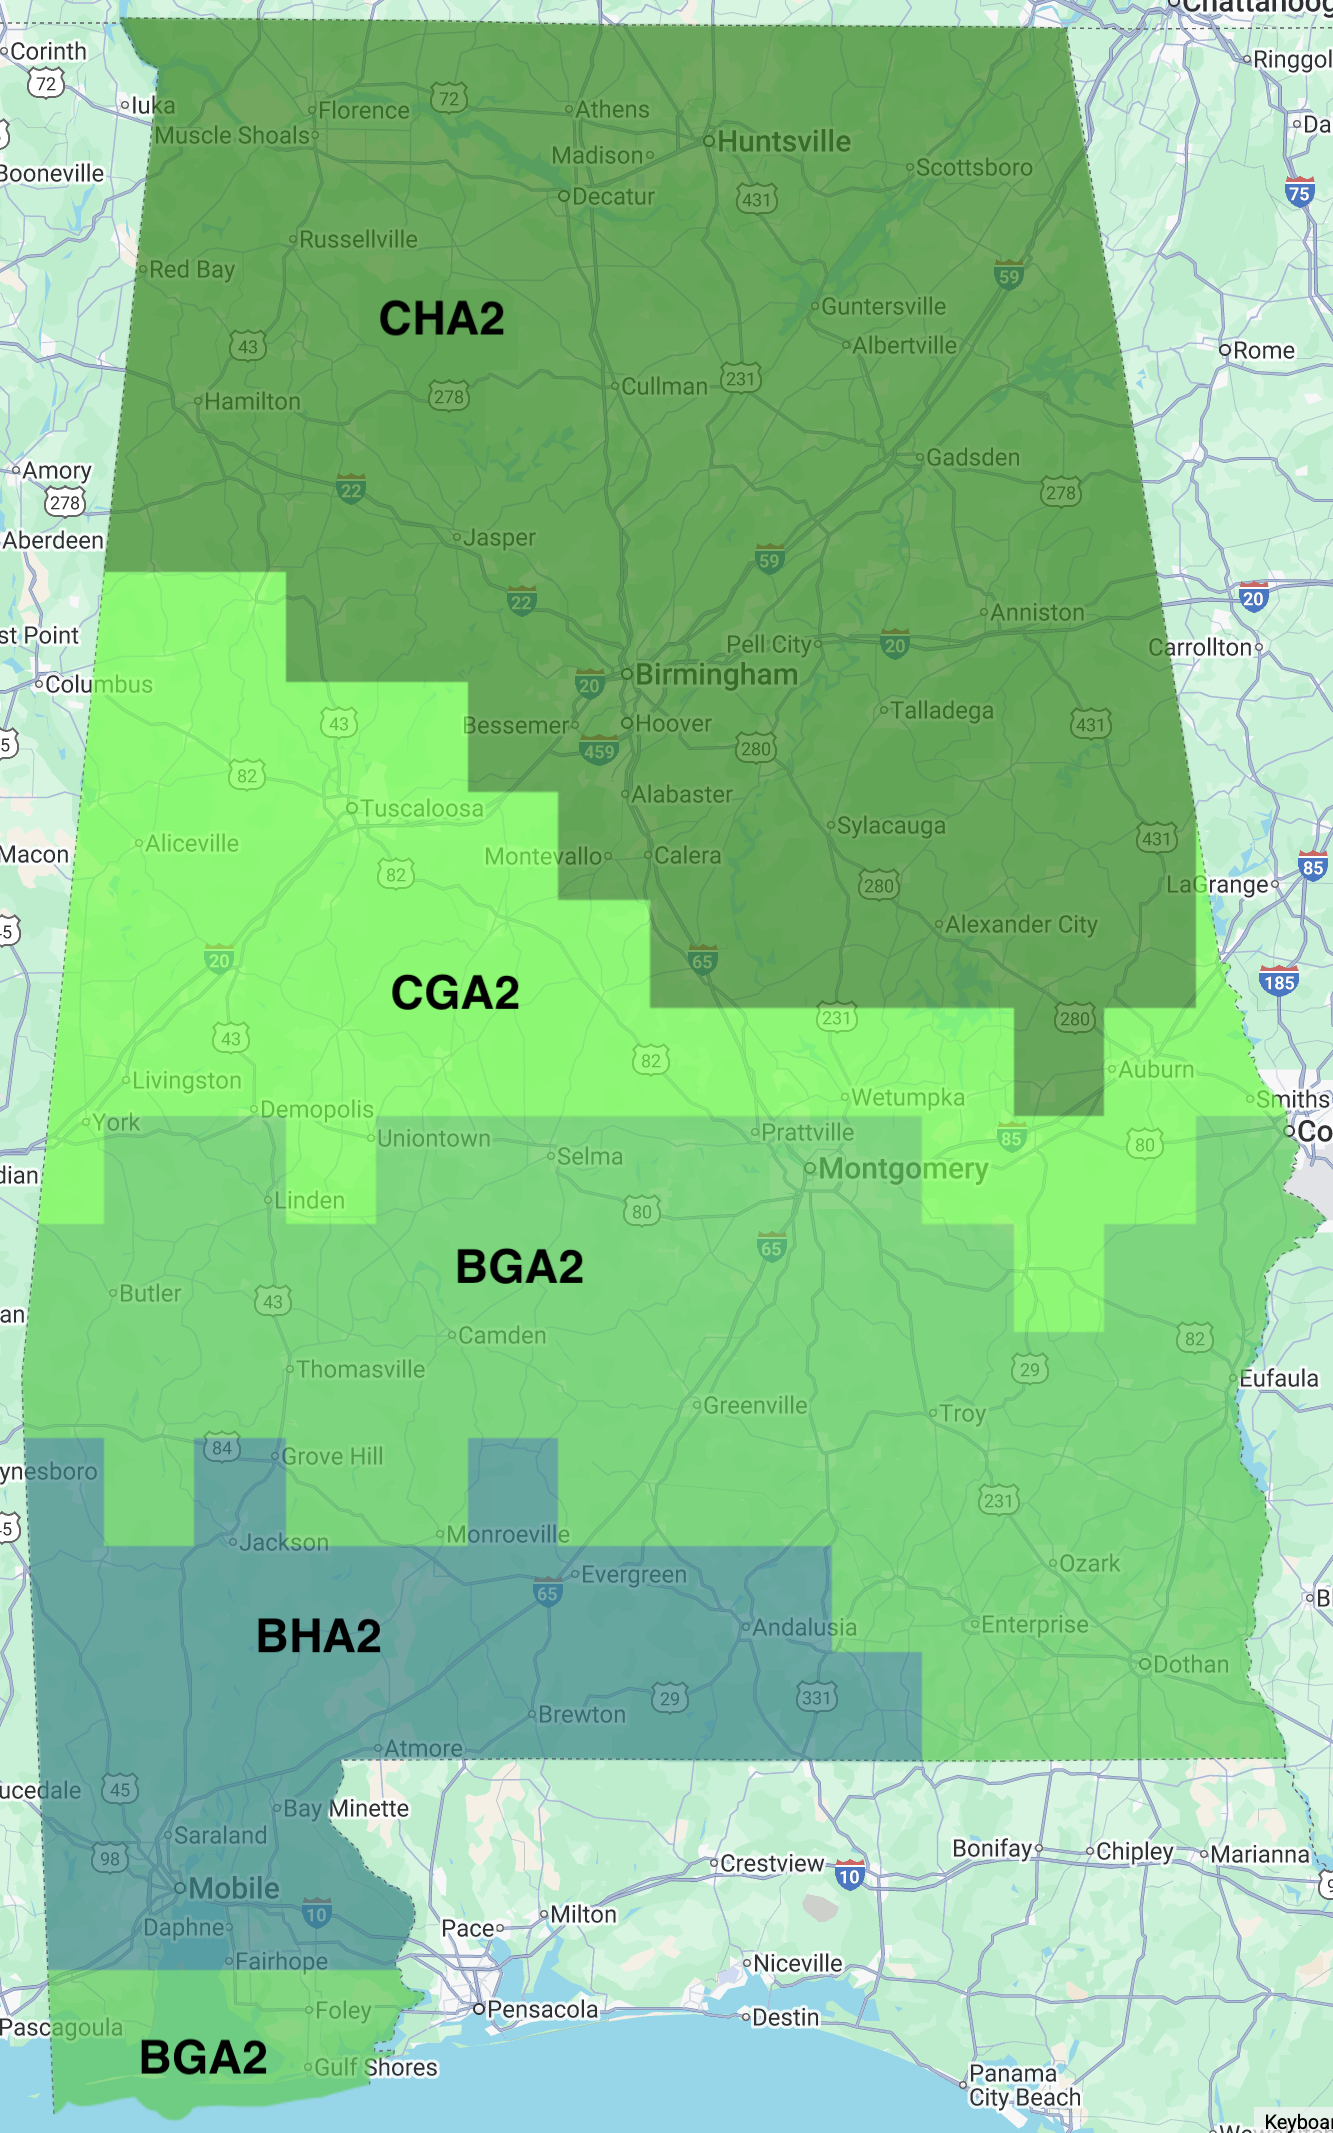 Chattanoog
Corinth
72
Ringgol
Iuka
Florence
72
Athens
Da
Muscle Shoals
Madison
Huntsville
Booneville
Scottsboro
75
Decatur
431
Russellville
Red Bay
59
Guntersville
43
Albertville
Rome
Cullman
231
Hamilton
278
Amory
Gadsden
278
22
278
Aberdeen
Jasper
59
22
20
Anniston
st Point
Pell City
20
Carrollton
Columbus
20
Birmingham
43
Bessemer
Hoover
Talladega
431
5
459
280
82
Alabaster
Tuscaloosa
Sylacauga
431
Aliceville
Macon
Montevallo
Calera
85
82
280
LaGrange
45
Alexander City
20
65
185
43
231
280
82
Auburn
Livingston
Wetumpka
Smiths
Demopolis
York
Prattville
85
80
Co
Uniontown
Selma
dian
Montgomery
Linden
80
65
Butler
43
an
Camden
82
Thomasville
29
Eufaula
Greenville
Troy
84
Grove Hill
ynesboro
231
45
Monroeville
Jackson
Ozark
Evergreen
65
B
Andalusia
Enterprise
Dothan
29
331
Brewton
Atmore
ucedale
45
Bay Minette
Saraland
98
Crestview
10
Bonifay
Chipley
Marianna
Mobile
9
10
Daphne
Pace
Milton
Fairhope
Niceville
Foley
Pensacola
Destin
Pascagoula
Gulf Shores
Panama
City Beach
Keyboar
CHA2
CGA2
BGA2
BHA2
BGA2